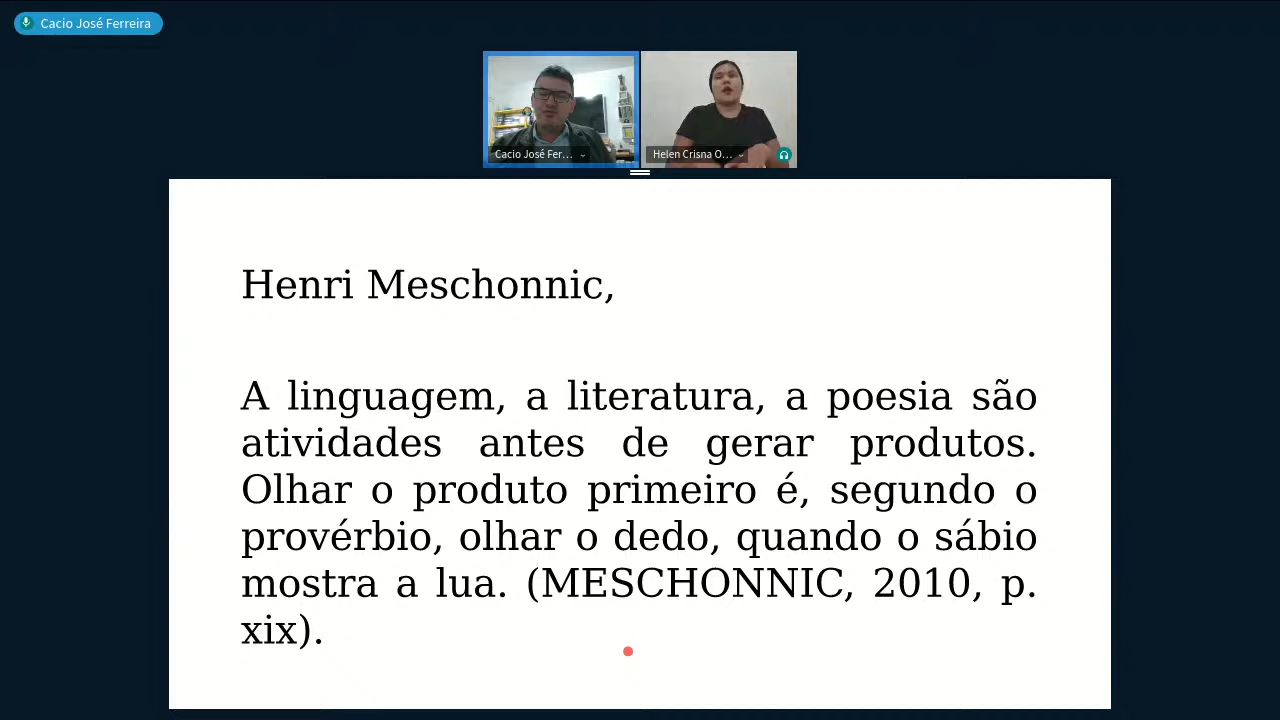 Cacio José Ferreira
Cacio José Fer...
Helen Crisna O...
Henri Meschonnic,
A linguagem, a literatura, a poesia são
atividades antes de gerar produtos.
Olhar o produto primeiro é, segundo o
provérbio, olhar o dedo, quando o sábio
mostra a lua. (MESCHONNIC, 2010, p.
xix).